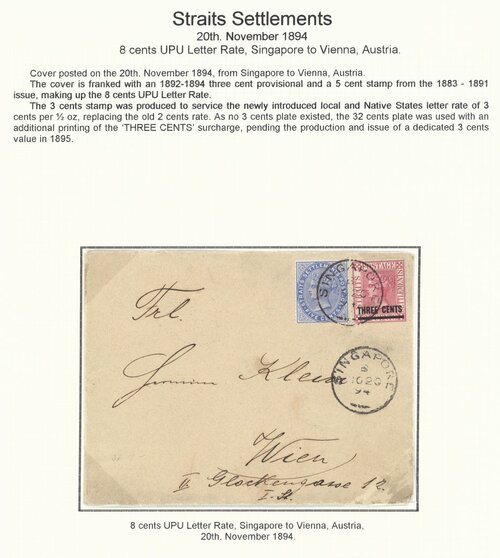 Straits Settlements
20th. November 1894
8 cents UPU Letter Rate, Singapore to Vienna, Austria.
Cover posted on the 20th. November 1894, from Singapore to Vienna, Austria.
The cover is franked with an 1892-1894 three cent provisional and a 5 cent stamp from the 1883 - 1891
issue, making up the 8 cents UPU Letter Rate.
The 3 cents stamp was produced to service the newly introduced local and Native States letter rate of 3
cents per ½ oz, replacing the old 2 cents rate. As no 3 cents plate existed, the 32 cents plate was used with an
additional printing of the ‘THREE CENTS’ surcharge, pending the production and issue of a dedicated 3 cents
value in 1895.
SINGAPORE
THREE CENTS
SINGAPORE
94
Frl.
Hermine Klein
Wien
II Glockengasse 12
I. St.
8 cents UPU Letter Rate, Singapore to Vienna, Austria.
20th. November 1894.